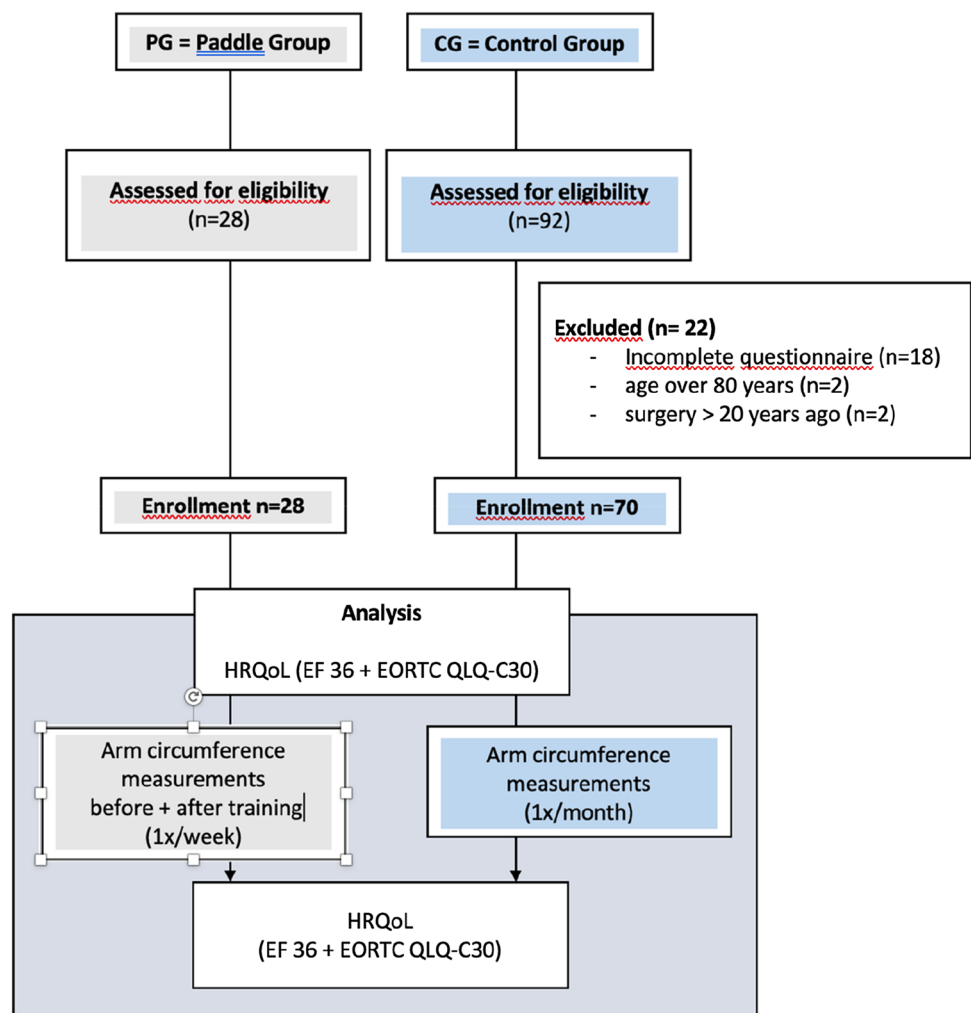 PG = Paddle Group
CG = Control Group
Assessed for eligibility
(n=28)
Assessed for eligibility
(n=92)
Excluded (n= 22)
- Incomplete questionnaire (n=18)
- age over 80 years (n=2)
- surgery > 20 years ago (n=2)
Enrollment n=28
Enrollment n=70
Analysis
HRQoL (EF 36 + EORTC QLQ-C30)
Arm circumference
measurements
before + after training
(1x/week)
Arm circumference
measurements
(1x/month)
HRQoL
(EF 36 + EORTC QLQ-C30)